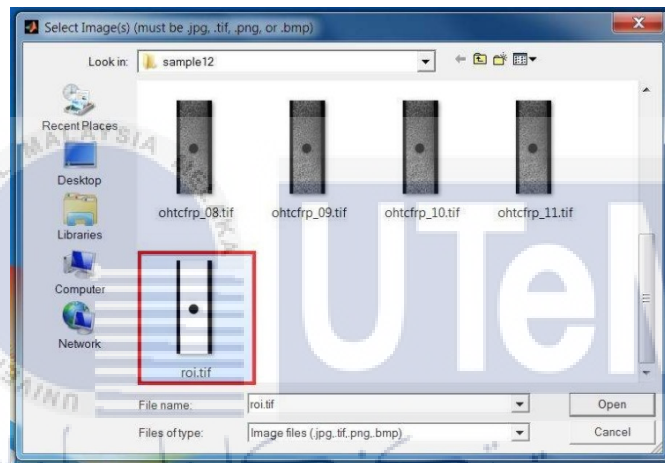 Select Image(s) (must be .jpg, .tif, .png, or .bmp)
Look in: sample12
Recent Places
Desktop
Libraries
Computer
Network
ohtcfrp_08.tif ohtcfrp_09.tif ohtcfrp_10.tif ohtcfrp_11.tif
roi.tif
File name: roi.tif Open
Files of type: Image files (.jpg,.tif,.png,.bmp) Cancel
MALAYSIA
UTeM